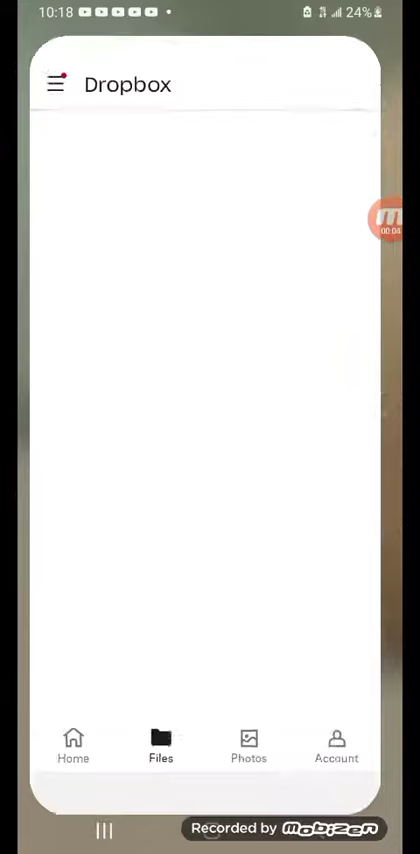 10:18
24%
Dropbox
00:04
Home
Files
Photos
Account
Recorded by mobizen